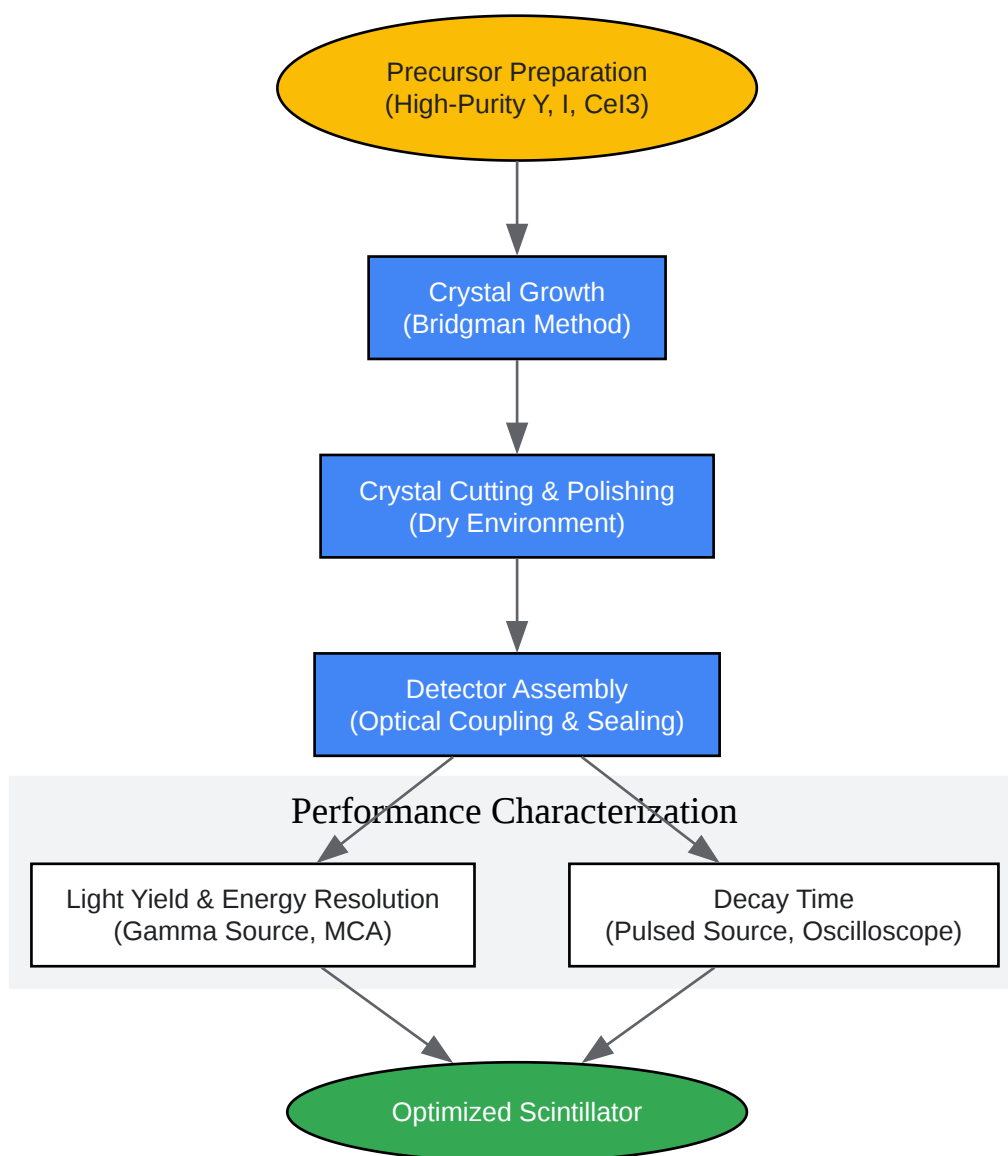 Precursor Preparation
(High-Purity Y, I, CeI3)
Crystal Growth
(Bridgman Method)
Crystal Cutting & Polishing
(Dry Environment)
Detector Assembly
(Optical Coupling & Sealing)
Performance Characterization
Light Yield & Energy Resolution
(Gamma Source, MCA)
Decay Time
(Pulsed Source, Oscilloscope)
Optimized Scintillator